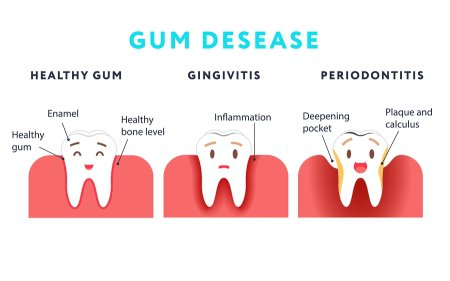 GUM DESEASE
HEALTHY GUM
GINGIVITIS
PERIODONTITIS
Enamel
Healthy
gum
Healthy
bone level
Inflammation
Deepening
pocket
Plaque and
calculus